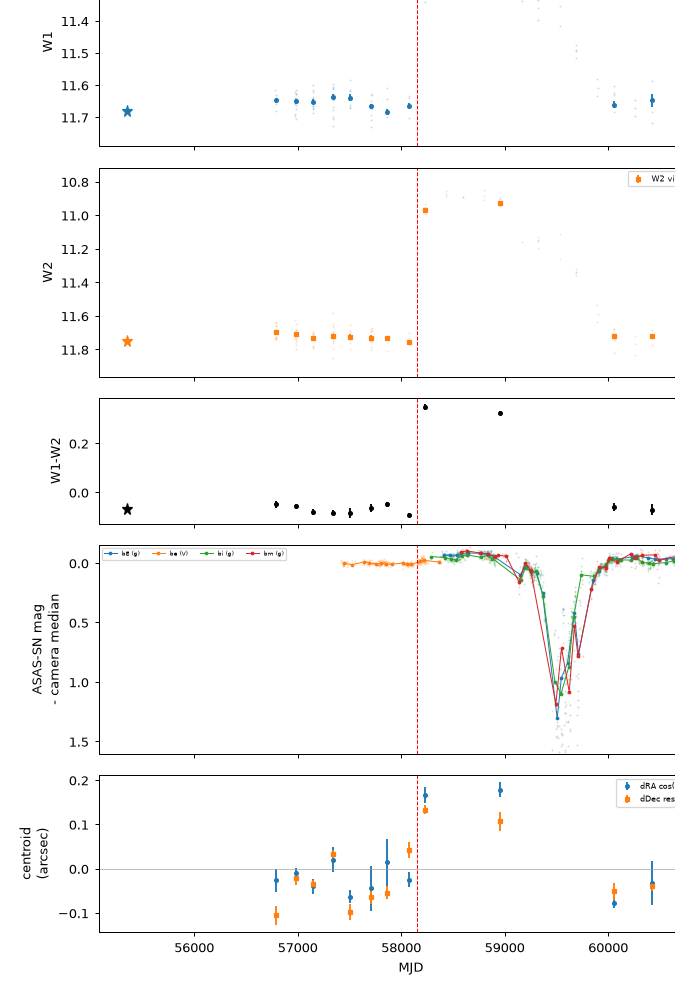 11.4
11.5
11.6
11.7
W1
10.8
11.0
11.2
11.4
11.6
11.8
W2
W2 vi
0.2
0.0
W1-W2
bE (g) be (V) bi (g) bm (g)
0.0
0.5
1.0
1.5
ASAS-SN mag
- camera median
0.2
0.1
0.0
−0.1
centroid
(arcsec)
dRA cos(
dDec res
56000 57000 58000 59000 60000
MJD